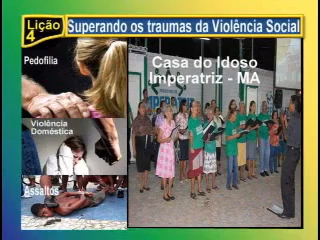 Lição 4
Superando os traumas da Violência Social
Pedofilia
Casa do Idoso
Imperatriz - MA
Violência
Doméstica
Assaltos